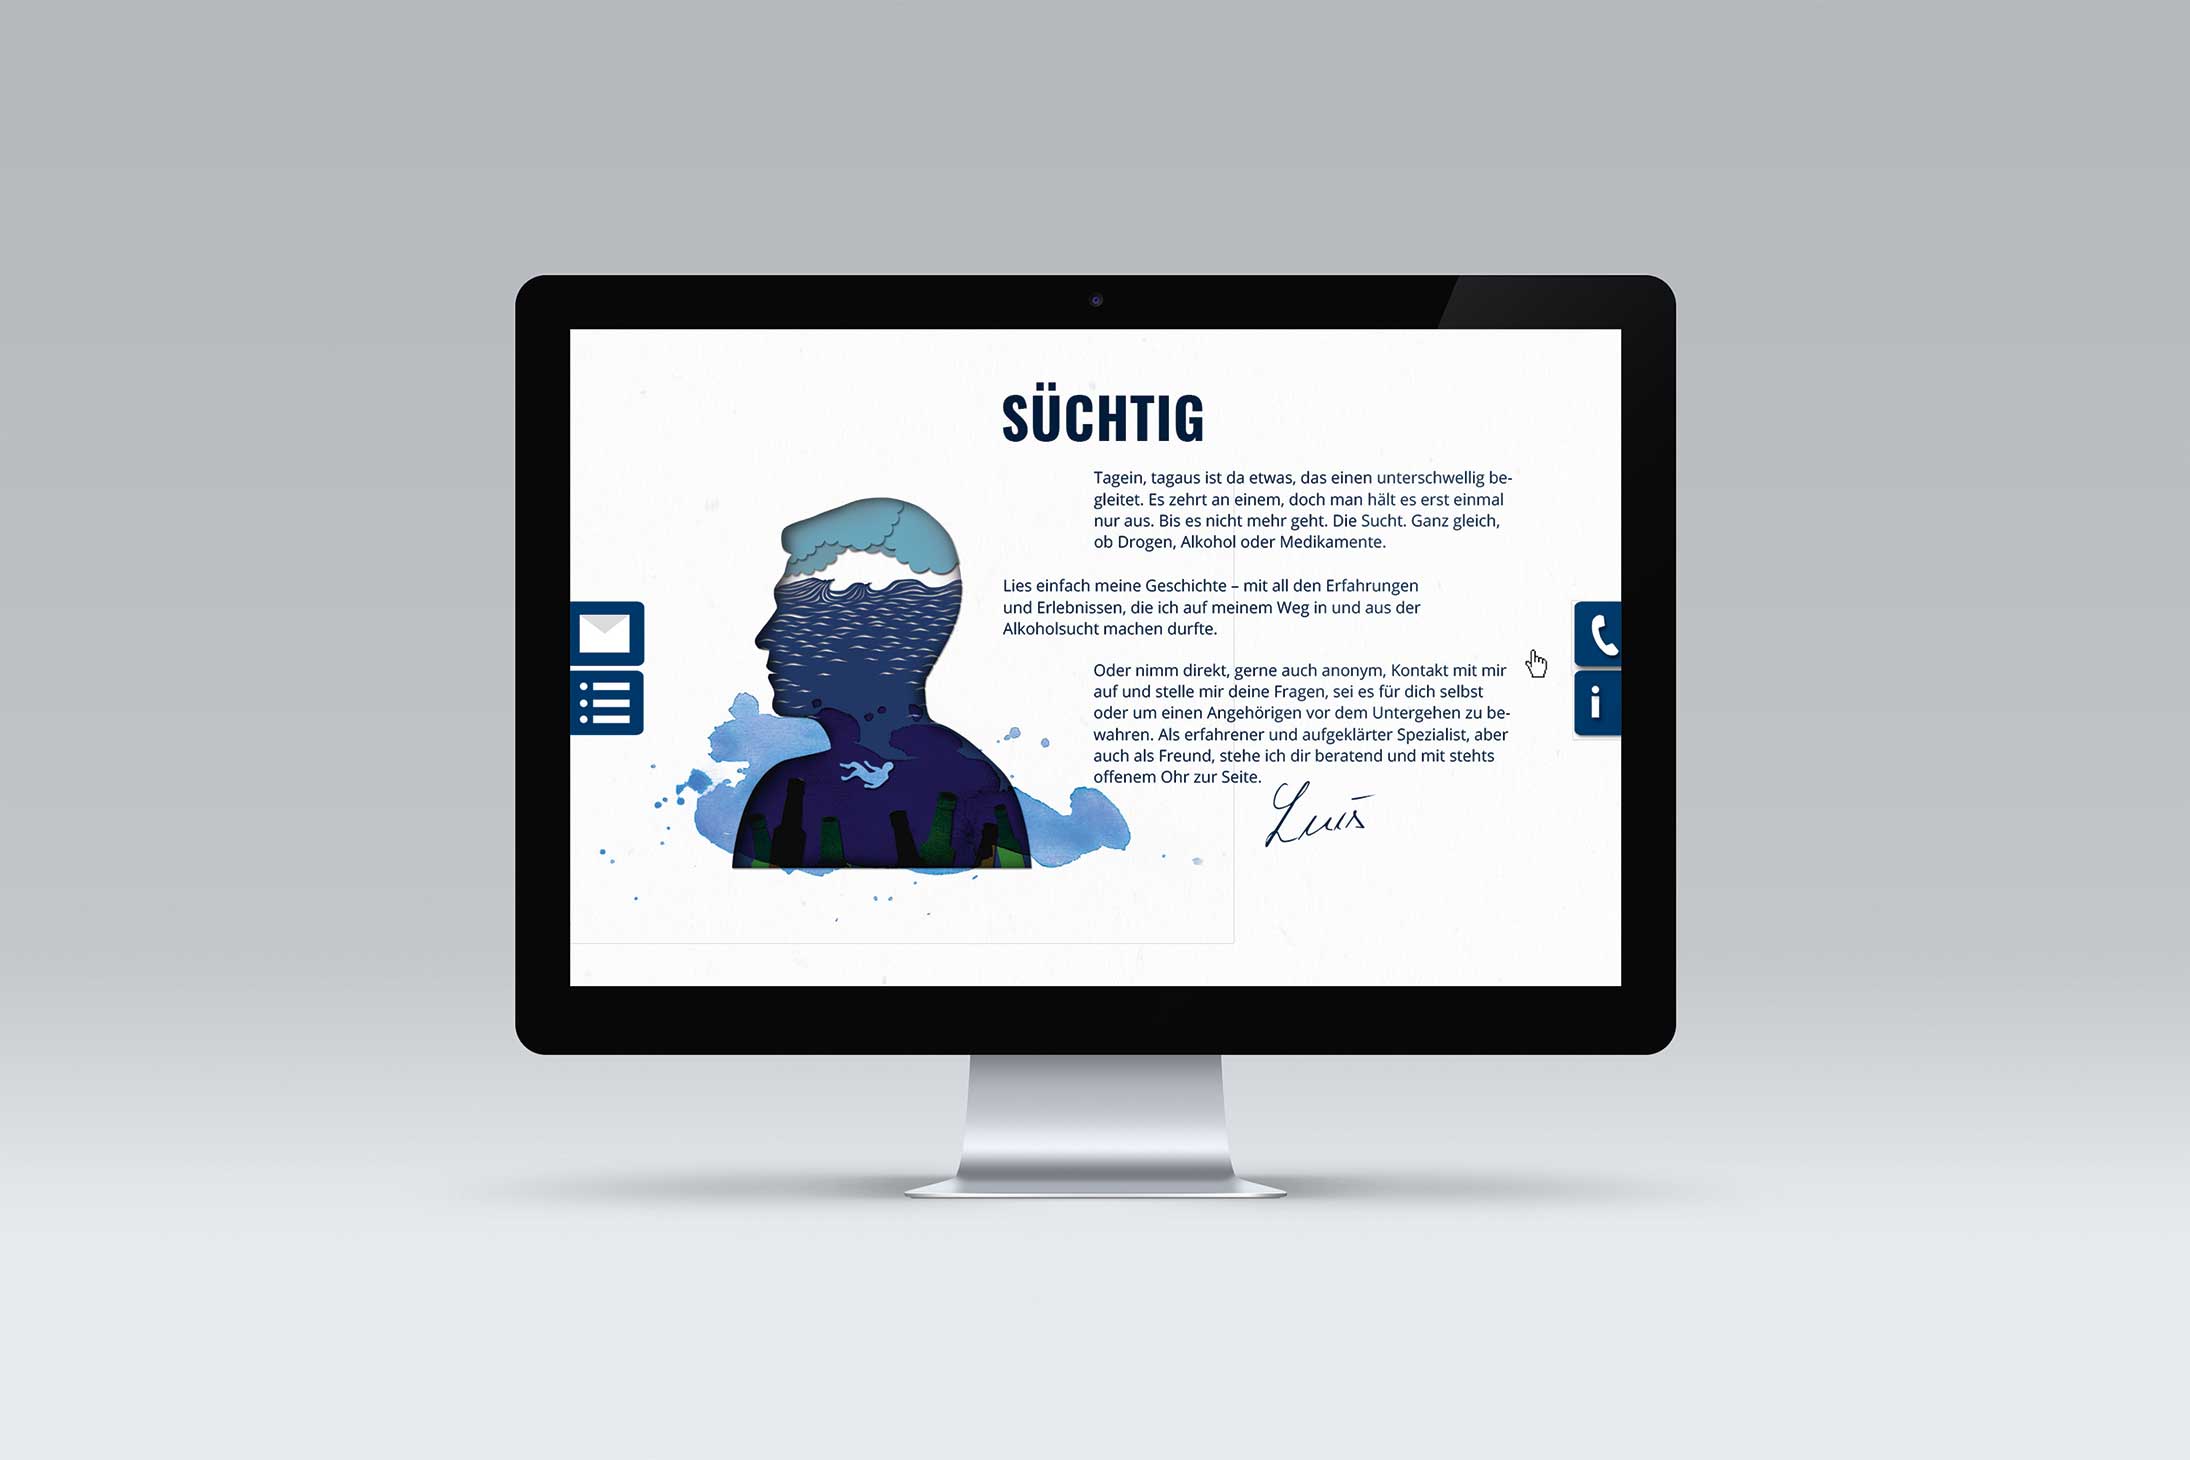 SÜCHTIG
Tagein, tagaus ist da etwas, das einen unterschwellig be-
gleitet. Es zehrt an einem, doch man hält es erst einmal
nur aus. Bis es nicht mehr geht. Die Sucht. Ganz gleich,
ob Drogen, Alkohol oder Medikamente.
Lies einfach meine Geschichte – mit all den Erfahrungen
und Erlebnissen, die ich auf meinem Weg in und aus der
Alkoholsucht machen durfte.
Oder nimm direkt, gerne auch anonym, Kontakt mit mir
auf und stelle mir deine Fragen, sei es für dich selbst
oder um einen Angehörigen vor dem Untergehen zu be-
wahren. Als erfahrener und aufgeklärter Spezialist, aber
auch als Freund, stehe ich dir beratend und mit stehts
offenem Ohr zur Seite.
Luis